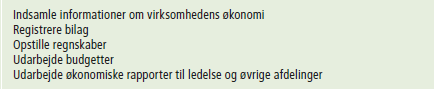 Indsamle informationer om virksomhedens økonomi
Registrere bilag
Opstille regnskaber
Udarbejde budgetter
Udarbejde økonomiske rapporter til ledelse og øvrige afdelinger